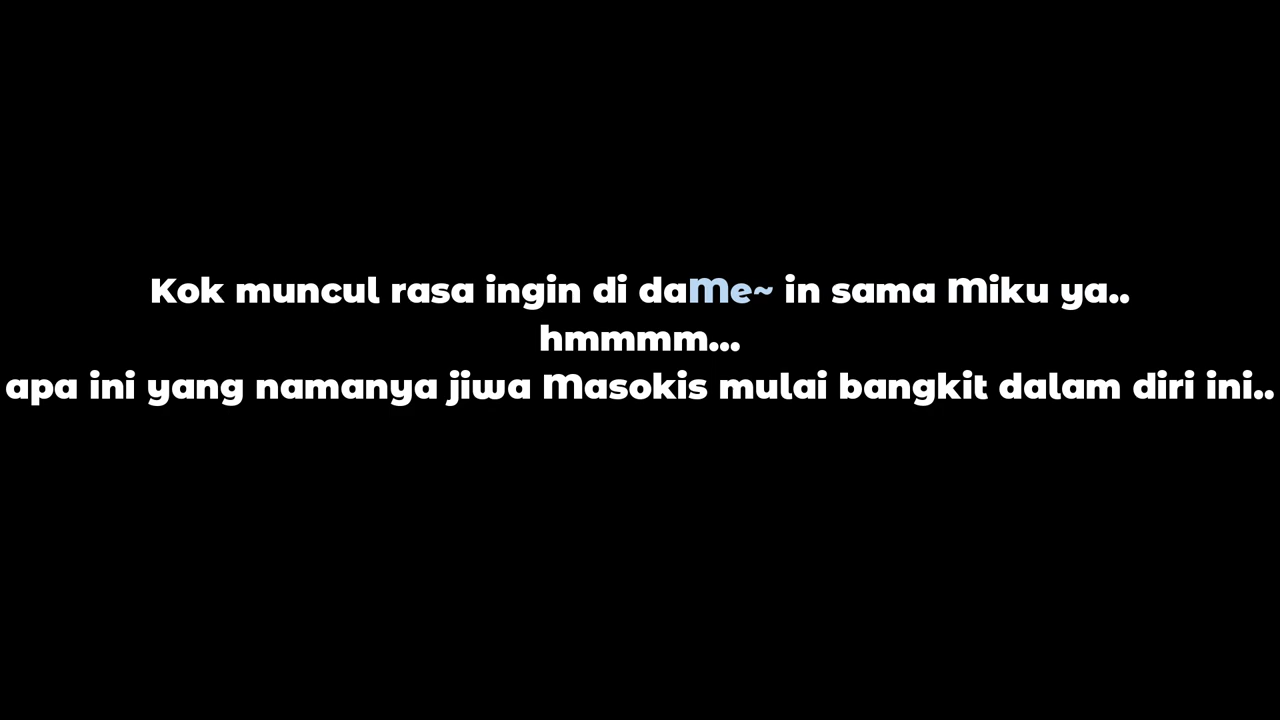 Kok muncul rasa ingin di daMe~ in sama Miku ya..
hmmmm...
apa ini yang namanya jiwa Masokis mulai bangkit dalam diri ini..